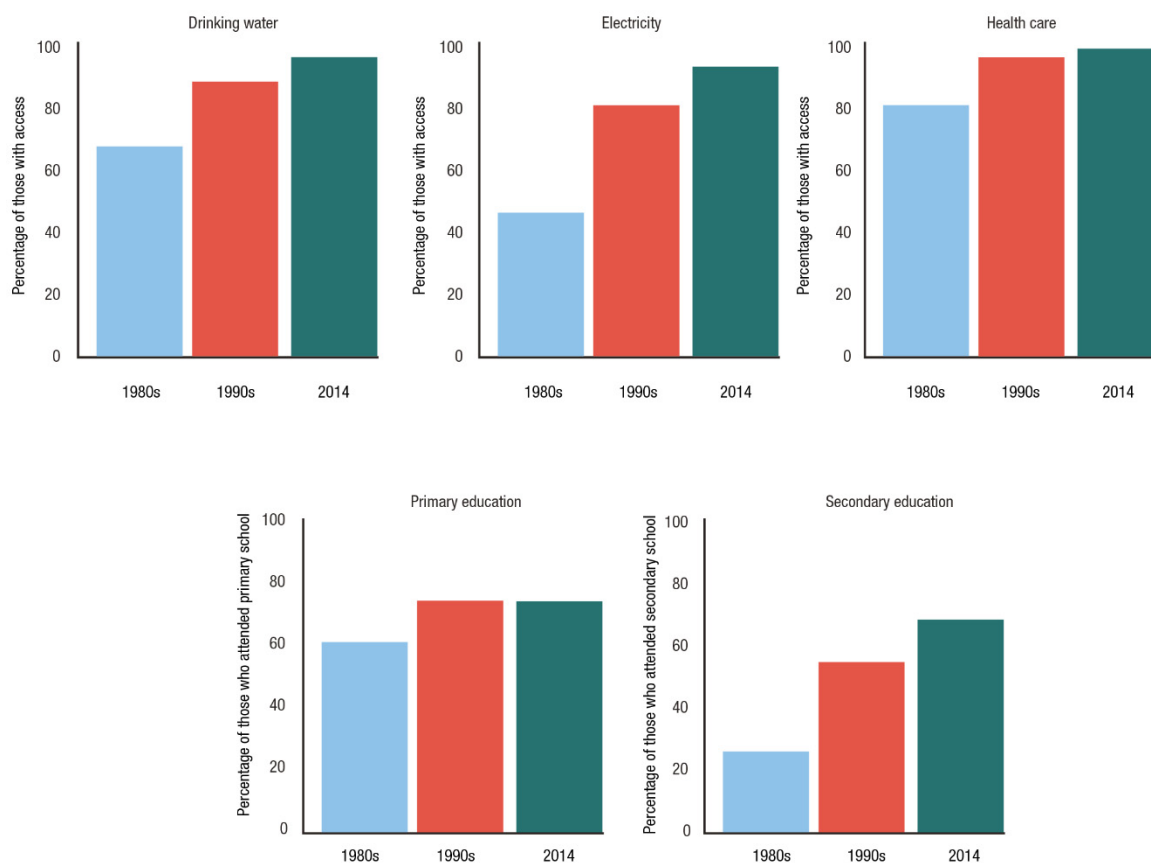 Drinking water
Percentage of those with access
100
80
60
40
20
0
1980s 1990s 2014
Electricity
Percentage of those with access
100
80
60
40
20
0
1980s 1990s 2014
Health care
Percentage of those with access
100
80
60
40
20
0
1980s 1990s 2014
Primary education
Percentage of those who attended primary school
100
80
60
40
20
0
1980s 1990s 2014
Secondary education
Percentage of those who attended secondary school
100
80
60
40
20
0
1980s 1990s 2014